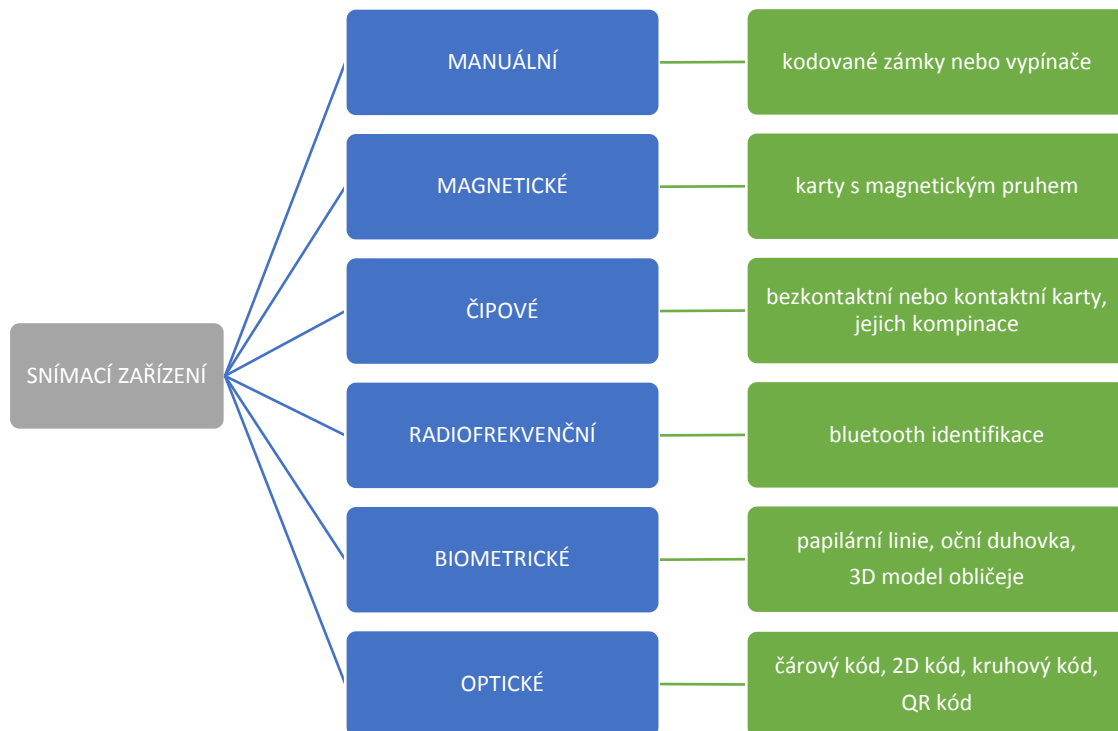 MANUÁLNÍ
kodované zámky nebo vypínače
MAGNETICKÉ
karty s magnetickým pruhem
ČIPOVÉ
bezkontaktní nebo kontaktní karty,
jejich kompinace
SNÍMACÍ ZAŘÍZENÍ
RADIOFREKVENČNÍ
bluetooth identifikace
BIOMETRICKÉ
papilární linie, oční duhovka,
3D model obličeje
OPTICKÉ
čárový kód, 2D kód, kruhový kód,
QR kód